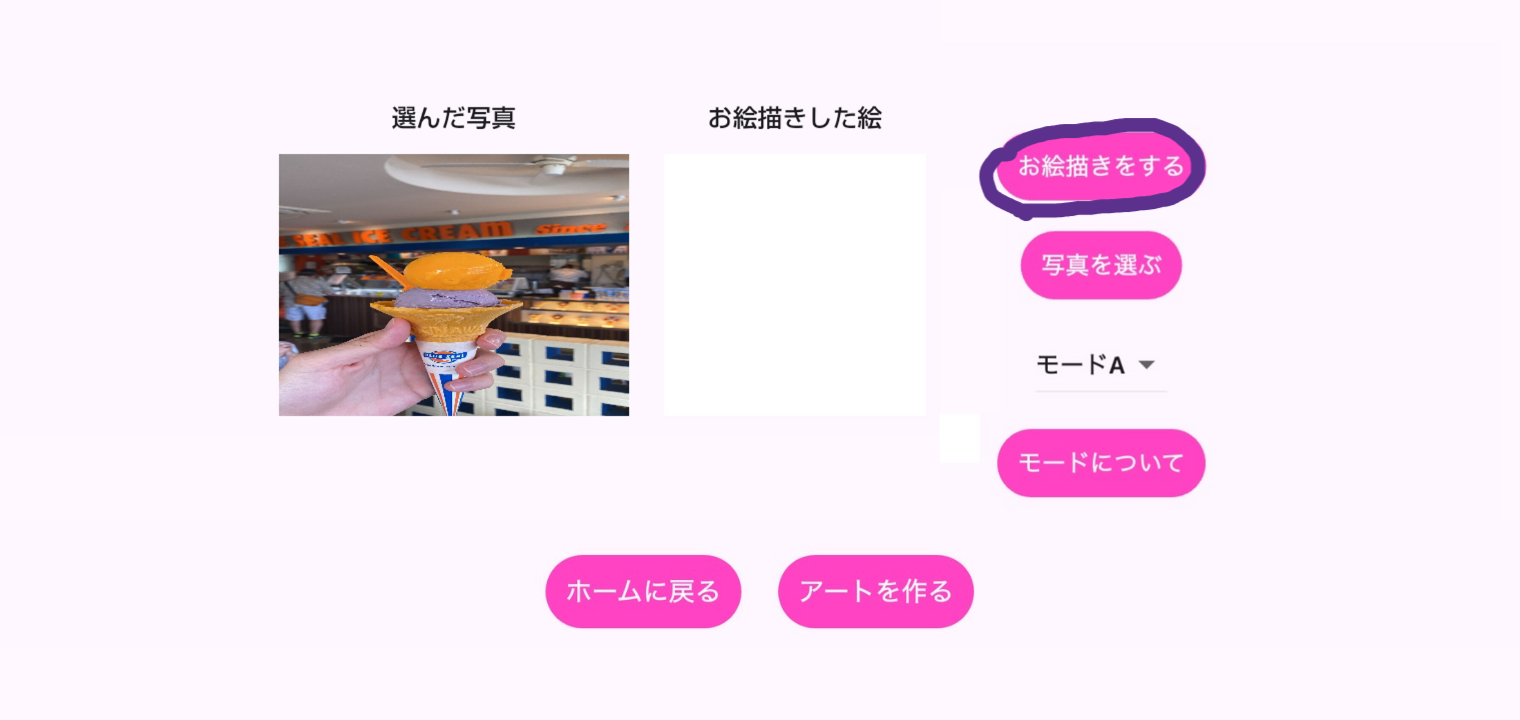 選んだ写真
お絵描きした絵
お絵描きをする
SEAL ICE CREAM Since
写真を選ぶ
モードA
モードについて
ホームに戻る
アートを作る